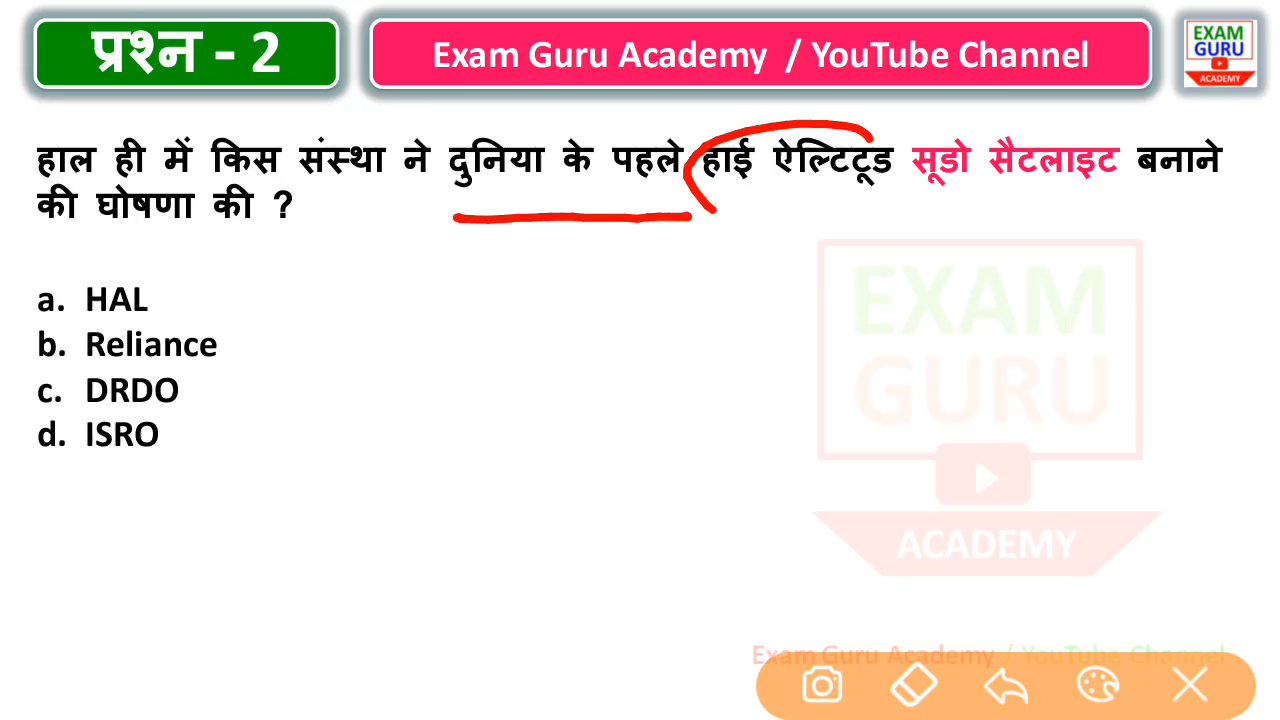 प्रश्न - 2
Exam Guru Academy / YouTube Channel
EXAM
GURU
ACADEMY
हाल ही में किस संस्था ने दुनिया के पहले हाई ऐल्टिटूड सूडो सैटलाइट बनाने
की घोषणा की ?
a. HAL
b. Reliance
c. DRDO
d. ISRO
EXAM
GURU
ACADEMY
Exam Guru Academy / YouTube Channel